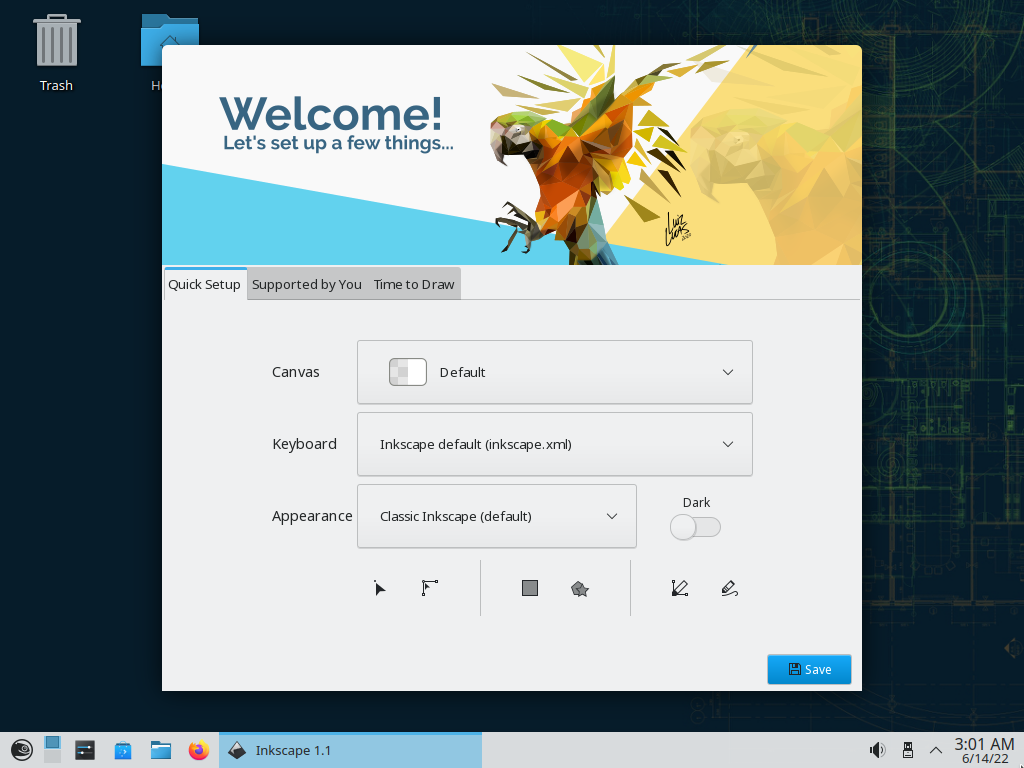 Trash
Welcome!
Let's set up a few things...
Quick Setup
Supported by You
Time to Draw
Canvas
Default
Keyboard
Inkscape default (inkscape.xml)
Appearance
Classic Inkscape (default)
Dark
Save
Inkscape 1.1
3:01 AM
6/14/22